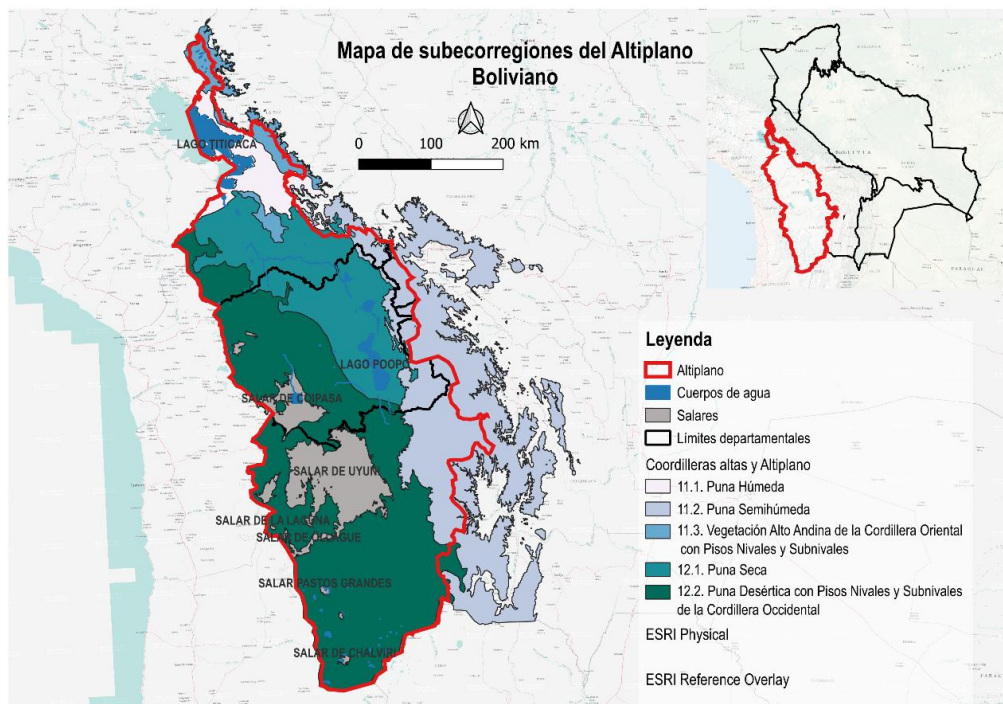 Mapa de subecorregiones del Altiplano
Boliviano
0 100 200 km
LAGO TITICACA
LAGO POOPO
SALAR DE COIPASA
SALAR DE UYUNI
SALAR DE LA LAGUNA
SALAR DE OLLAGUE
SALAR PASTOS GRANDES
SALAR DE CHALVIRI
BOLIVIA
PARAGUAY
Leyenda
Altiplano
Cuerpos de agua
Salares
Límites departamentales
Coordilleras altas y Altiplano
11.1. Puna Húmeda
11.2. Puna Semihúmeda
11.3. Vegetación Alto Andina de la Cordillera Oriental
con Pisos Nivales y Subnivales
12.1. Puna Seca
12.2. Puna Desértica con Pisos Nivales y Subnivales
de la Cordillera Occidental
ESRI Physical
ESRI Reference Overlay